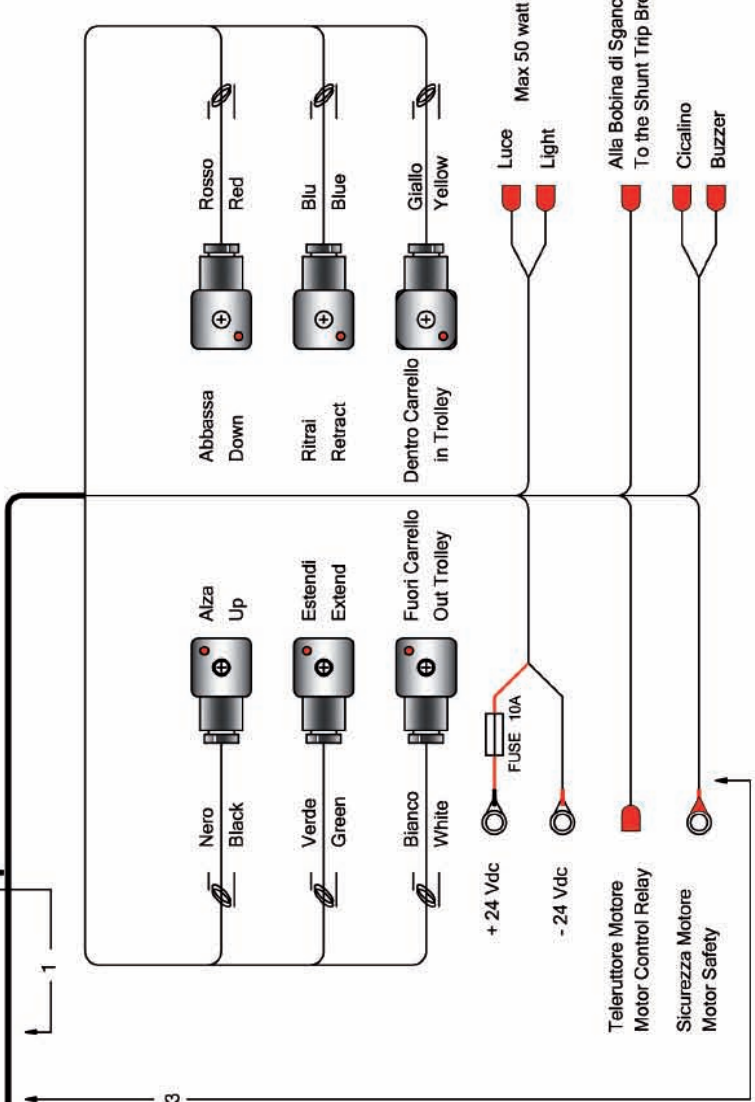 3
1
Nero
Black
Alza
Up
Abbassa
Down
Rosso
Red
Verde
Green
Estendi
Extend
Ritrai
Retract
Blu
Blue
Bianco
White
Fuori Carrello
Out Trolley
Dentro Carrello
in Trolley
Giallo
Yellow
+ 24 Vdc
FUSE 10A
- 24 Vdc
Luce
Light
Max 50 watt
Teleruttore Motore
Motor Control Relay
Alla Bobina di
To the Shunt Trip
Sicurezza Motore
Motor Safety
Cicalino
Buzzer